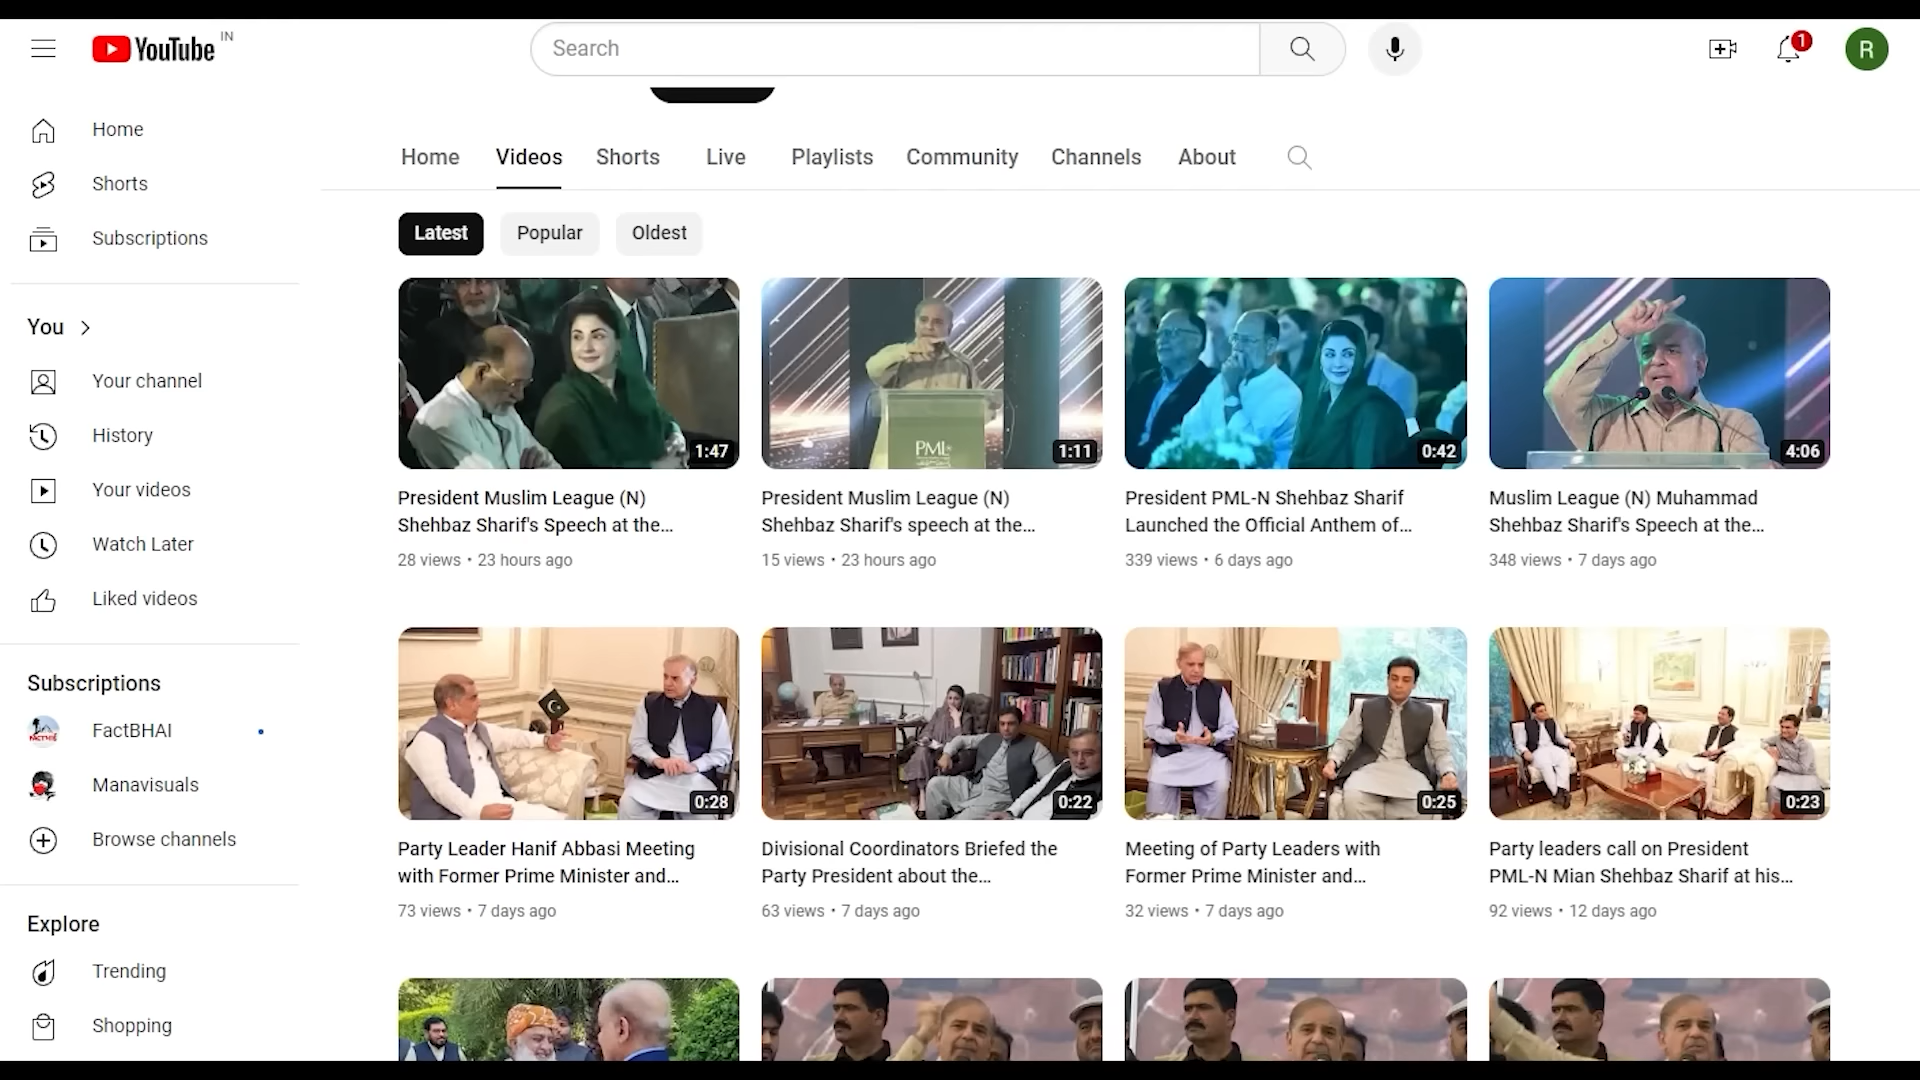 YouTube IN
Search
1
R
Home
Shorts
Subscriptions
You
Your channel
History
Your videos
Watch Later
Liked videos
Subscriptions
FactBHAI
Manavisuals
Browse channels
Explore
Trending
Shopping
Home Videos Shorts Live Playlists Community Channels About
Latest Popular Oldest
1:47
President Muslim League (N)
Shehbaz Sharif's Speech at the...
28 views • 23 hours ago
PML
1:11
President Muslim League (N)
Shehbaz Sharif's speech at the...
15 views • 23 hours ago
0:42
President PML-N Shehbaz Sharif
Launched the Official Anthem of...
339 views • 6 days ago
4:06
Muslim League (N) Muhammad
Shehbaz Sharif's Speech at the...
348 views • 7 days ago
0:28
Party Leader Hanif Abbasi Meeting
with Former Prime Minister and...
73 views • 7 days ago
0:22
Divisional Coordinators Briefed the
Party President about the...
63 views • 7 days ago
0:25
Meeting of Party Leaders with
Former Prime Minister and...
32 views • 7 days ago
0:23
Party leaders call on President
PML-N Mian Shehbaz Sharif at his...
92 views • 12 days ago